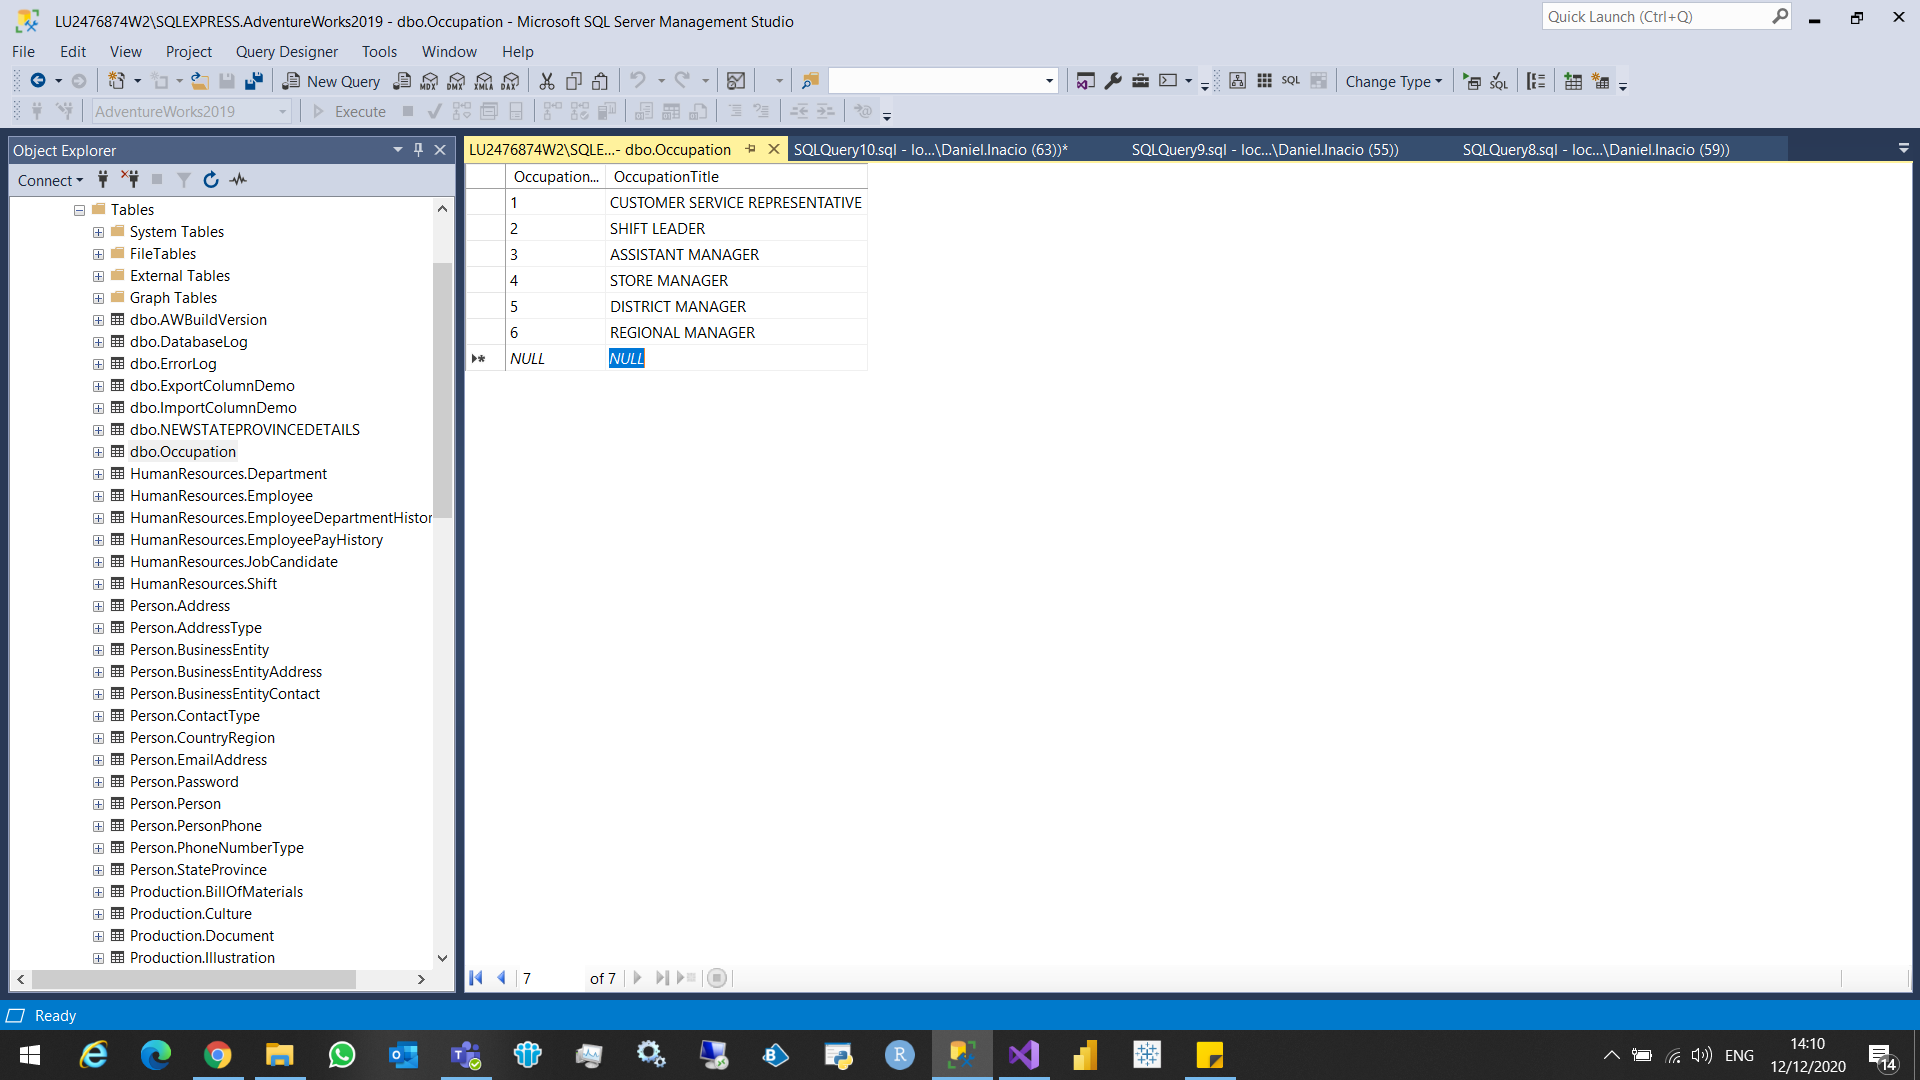 LU2476874W2\SQLEXPRESS.AdventureWorks2019 - dbo.Occupation - Microsoft SQL Server Management Studio
Quick Launch (Ctrl+Q)
File Edit View Project Query Designer Tools Window Help
New Query MDX DMX XMLA DAX SQL Change Type SQL
AdventureWorks2019 Execute
Object Explorer
Connect
Tables
System Tables
FileTables
External Tables
Graph Tables
dbo.AWBuildVersion
dbo.DatabaseLog
dbo.ErrorLog
dbo.ExportColumnDemo
dbo.ImportColumnDemo
dbo.NEWSTATEPROVINCEDETAILS
dbo.Occupation
HumanResources.Department
HumanResources.Employee
HumanResources.EmployeeDepartmentHistor
HumanResources.EmployeePayHistory
HumanResources.JobCandidate
HumanResources.Shift
Person.Address
Person.AddressType
Person.BusinessEntity
Person.BusinessEntityAddress
Person.BusinessEntityContact
Person.ContactType
Person.CountryRegion
Person.EmailAddress
Person.Password
Person.Person
Person.PersonPhone
Person.PhoneNumberType
Person.StateProvince
Production.BillOfMaterials
Production.Culture
Production.Document
Production.Illustration
LU2476874W2\SQLE...- dbo.Occupation SQLQuery10.sql - lo...\Daniel.Inacio (63))* SQLQuery9.sql - loc...\Daniel.Inacio (55)) SQLQuery8.sql - loc...\Daniel.Inacio (59))
Occupation... OccupationTitle
1 CUSTOMER SERVICE REPRESENTATIVE
2 SHIFT LEADER
3 ASSISTANT MANAGER
4 STORE MANAGER
5 DISTRICT MANAGER
6 REGIONAL MANAGER
NULL NULL
7 of 7
Ready
ENG
14:10
12/12/2020
14